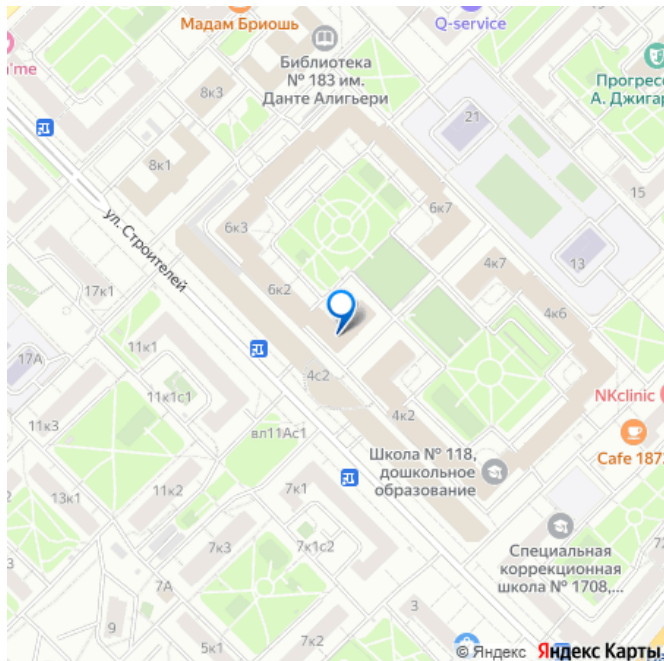 Мадам Бриошь
Q-service
Библиотека
№ 183 им.
Данте Алигьери
Прогресс
А. Джигар
8к3
21
8к1
15
ул. Строителей
6к3
6к7
13
4к7
6к2
4к6
17к1
11к1
17А
4с2
11к1с1
NKclinic
4к2
11к3
вл11Ас1
Cafe 187
Школа № 118,
дошкольное
образование
13к1
11к2
7к1
7к3
7к1с2
Специальная
коррекционная
школа № 1708,...
7А
3
9
5к1
7к2
© Яндекс Яндекс Карты